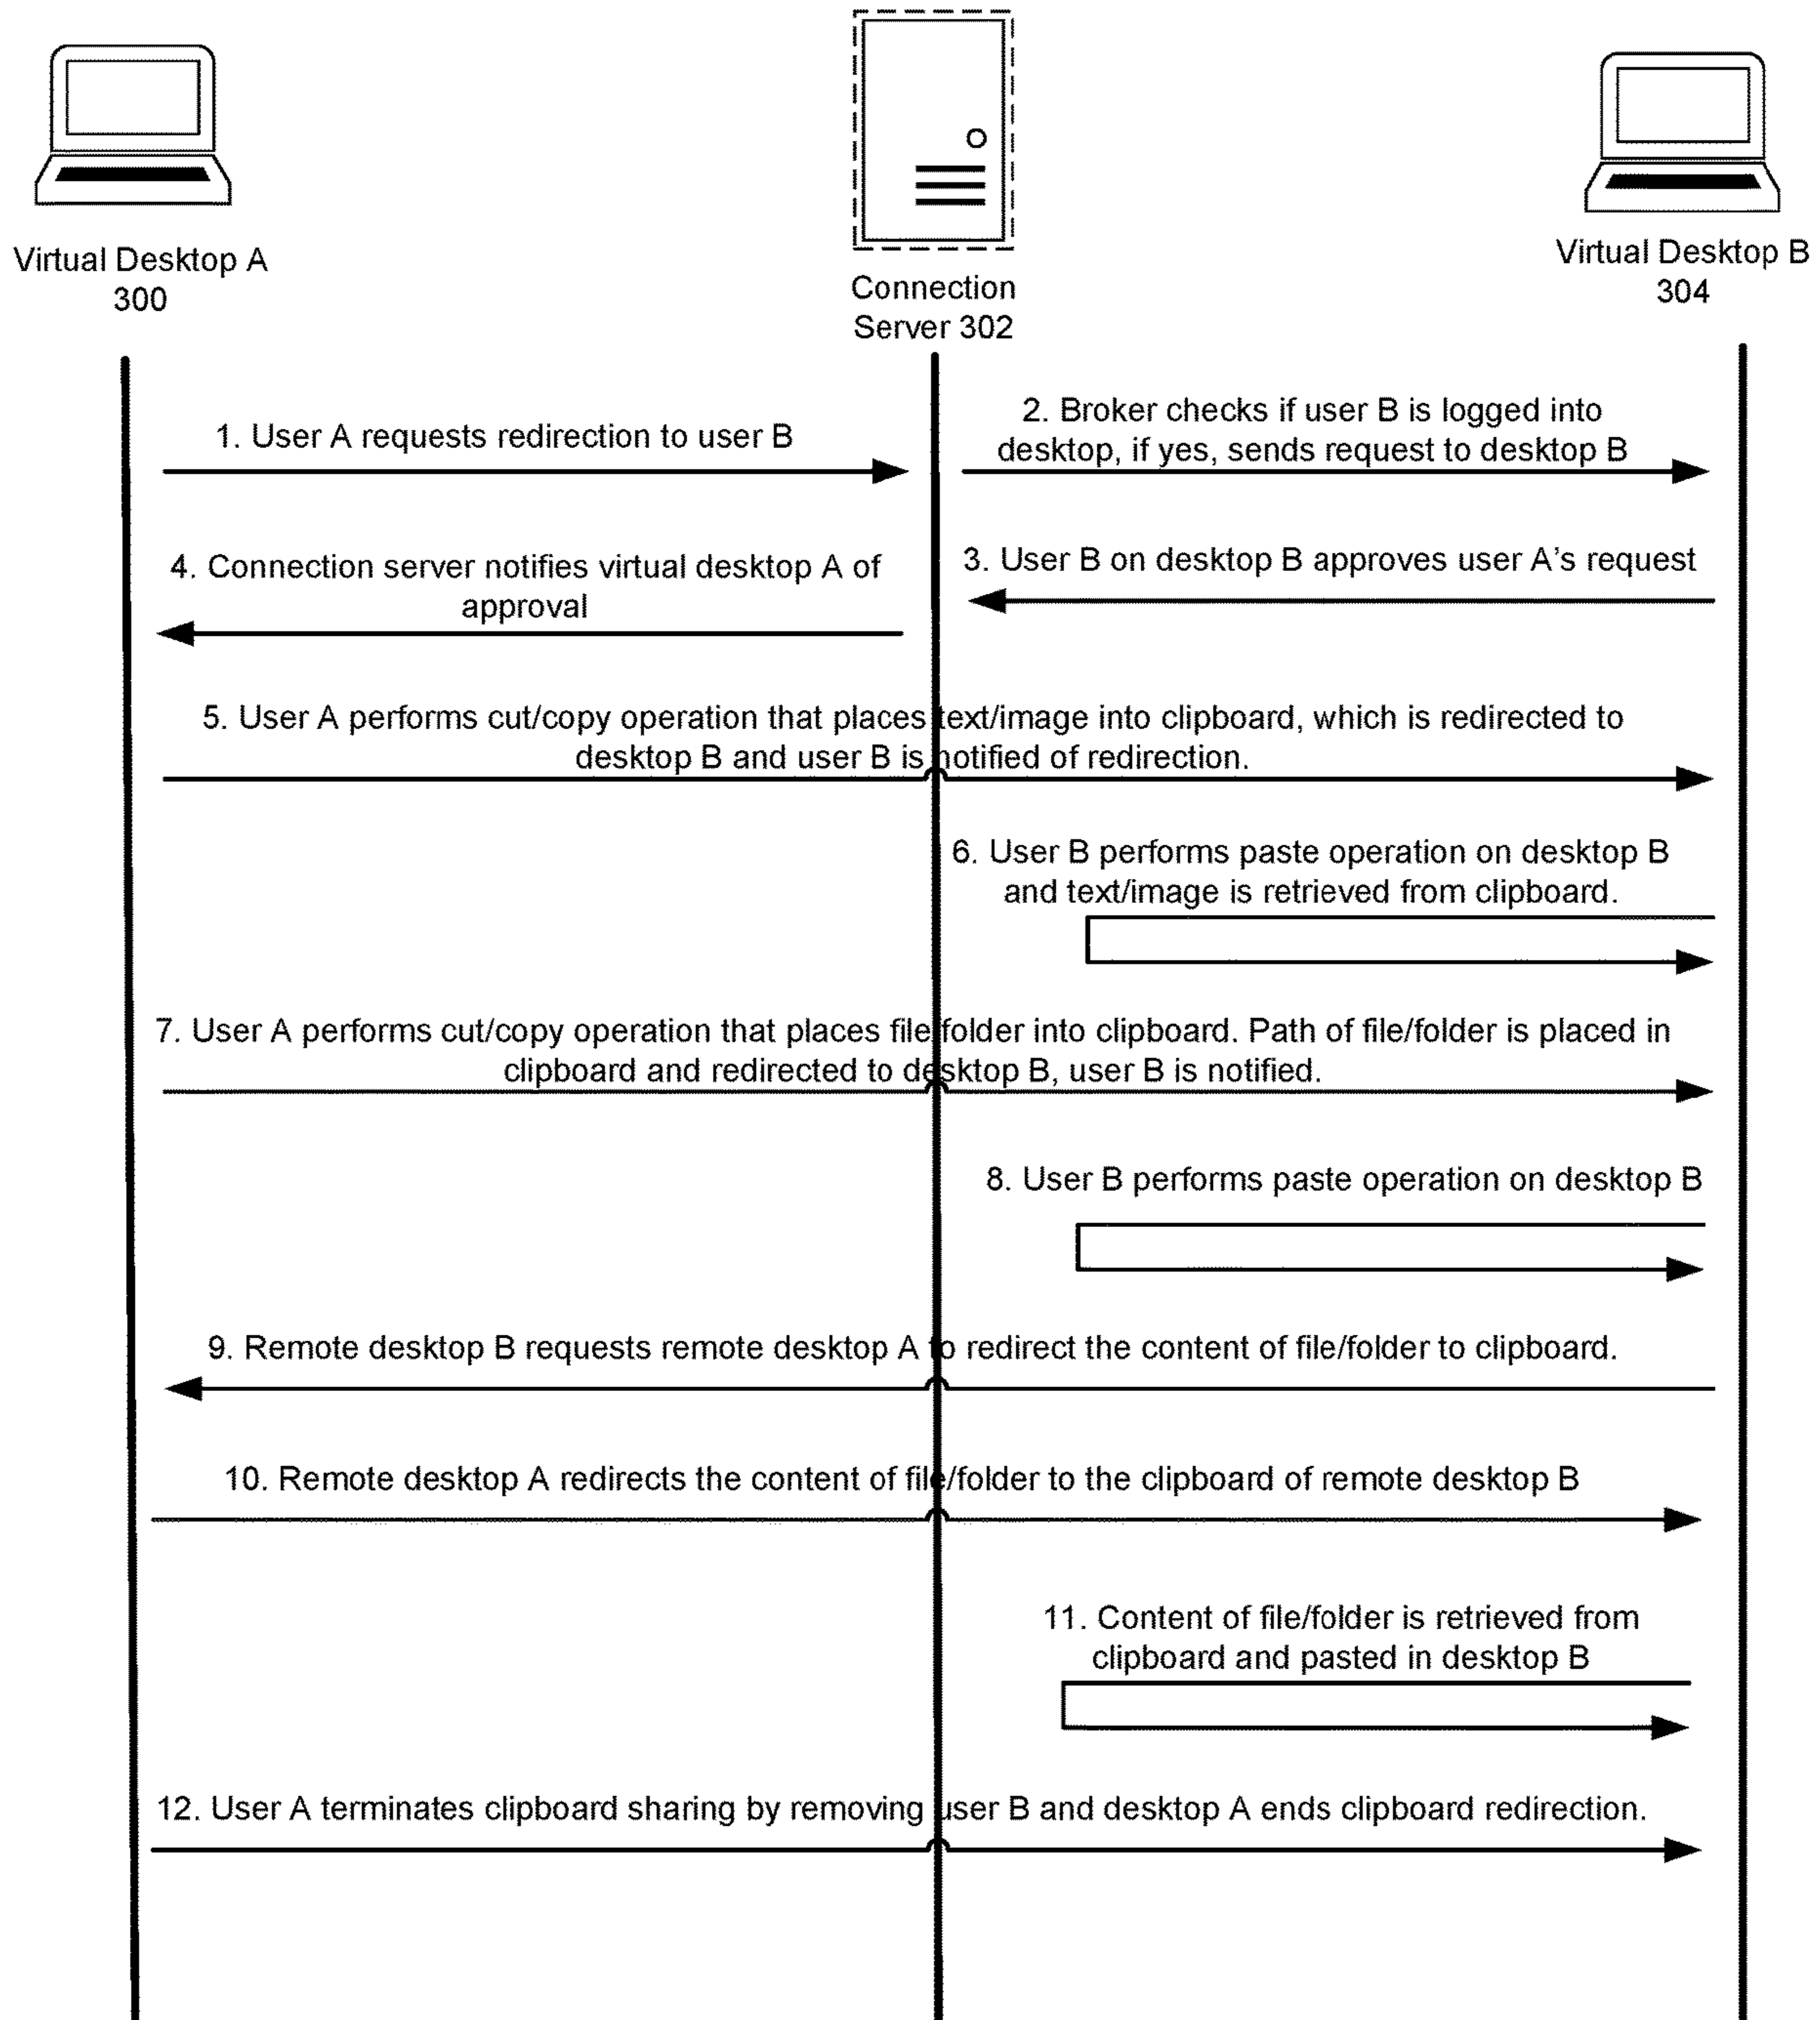 Virtual Desktop A
300
Connection
Server 302
Virtual Desktop B
304
1. User A requests redirection to user B
2. Broker checks if user B is logged into
desktop, if yes, sends request to desktop B
3. User B on desktop B approves user A's request
4. Connection server notifies virtual desktop A of
approval
5. User A performs cut/copy operation that places text/image into clipboard, which is redirected to
desktop B and user B is notified of redirection.
6. User B performs paste operation on desktop B
and text/image is retrieved from clipboard.
7. User A performs cut/copy operation that places file/folder into clipboard. Path of file/folder is placed in
clipboard and redirected to desktop B, user B is notified.
8. User B performs paste operation on desktop B
9. Remote desktop B requests remote desktop A to redirect the content of file/folder to clipboard.
10. Remote desktop A redirects the content of file/folder to the clipboard of remote desktop B
11. Content of file/folder is retrieved from
clipboard and pasted in desktop B
12. User A terminates clipboard sharing by removing user B and desktop A ends clipboard redirection.